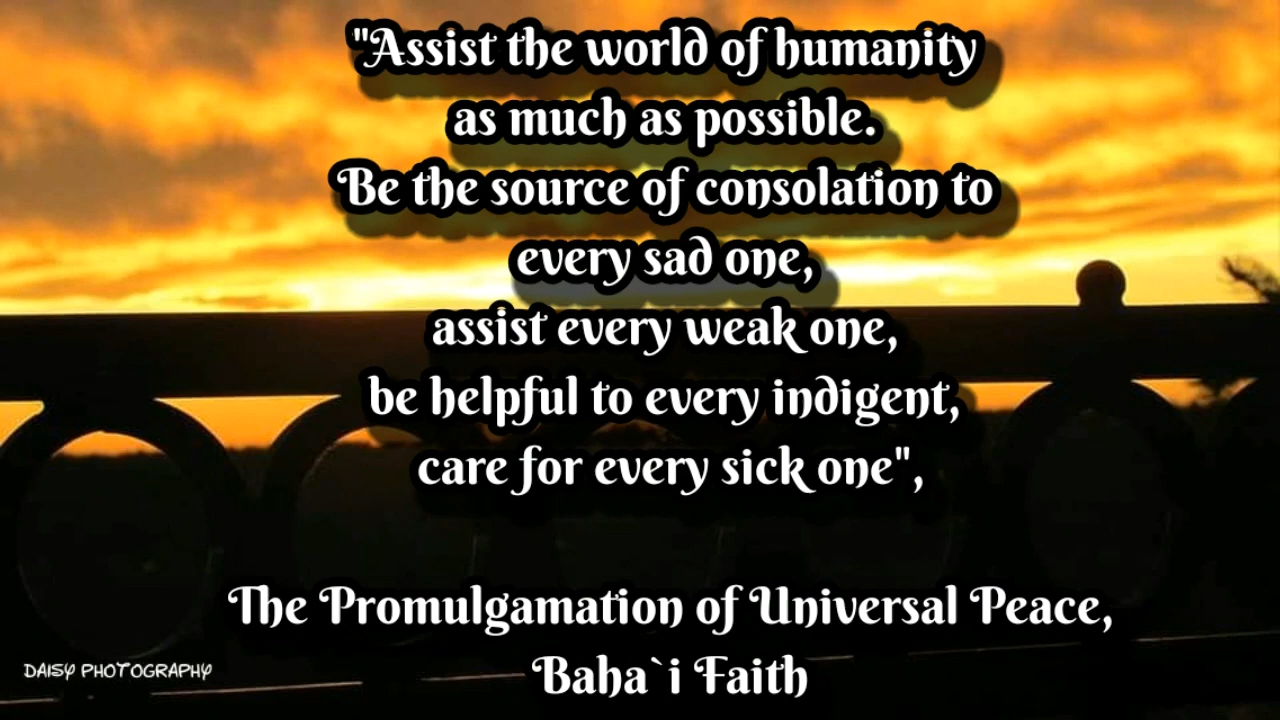 "Assist the world of humanity
as much as possible.
Be the source of consolation to
every sad one,
assist every weak one,
be helpful to every indigent,
care for every sick one",
The Promulgamation of Universal Peace,
Baha`i Faith
DAISY PHOTOGRAPHY